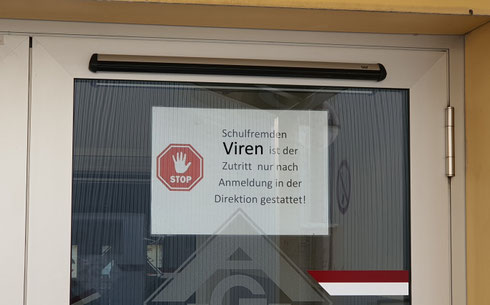 Schulfremden
Viren ist der
Zutritt nur nach
Anmeldung in der
Direktion gestattet!
STOP
G